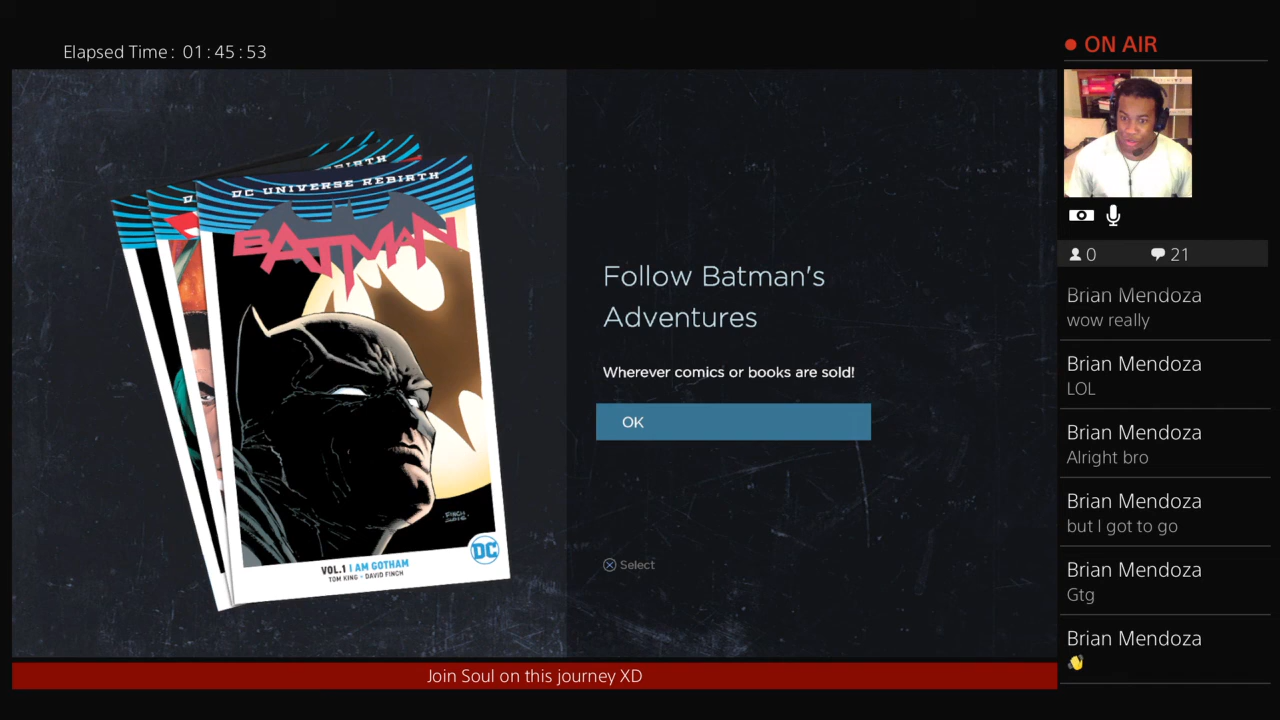 Elapsed Time: 01:45:53
ON AIR
DC UNIVERSE REBIRTH
BATMAN
FINCH
VOL.1 I AM GOTHAM
TOM KING - DAVID FINCH
DC
Follow Batman's
Adventures
Wherever comics or books are sold!
OK
Select
0 21
Brian Mendoza
wow really
Brian Mendoza
LOL
Brian Mendoza
Alright bro
Brian Mendoza
but I got to go
Brian Mendoza
Gtg
Brian Mendoza
👋
Join Soul on this journey XD